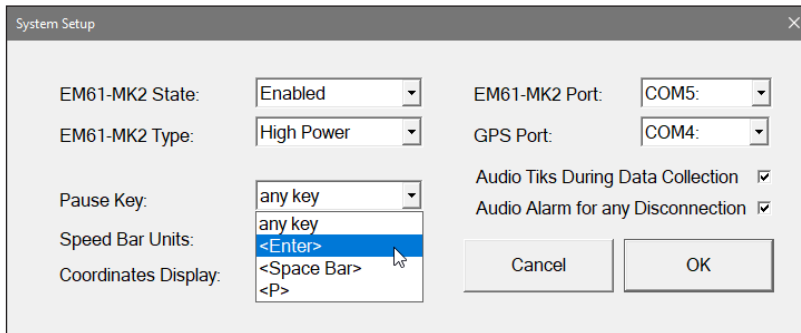 System Setup
EM61-MK2 State: Enabled
EM61-MK2 Port: COM5:
EM61-MK2 Type: High Power
GPS Port: COM4:
Audio Tiks During Data Collection
Pause Key: any key
Audio Alarm for any Disconnection
any key
Speed Bar Units:
<Enter>
<Space Bar>
Coordinates Display:
<P>
Cancel
OK